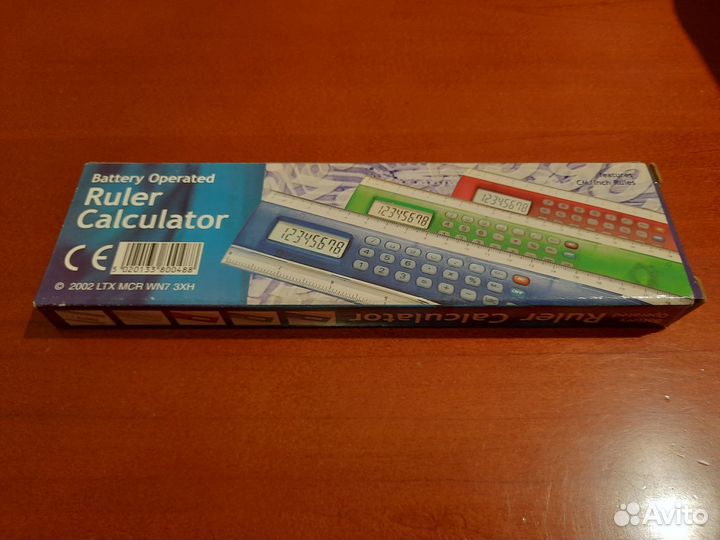 Battery Operated
Ruler
Calculator
Features
CM/Inch Rules
CE
5 020133 800488
© 2002 LTX MCR WN7 3XH
12345678
12345678
12345678
OFF
Ruler Calculator
Avito